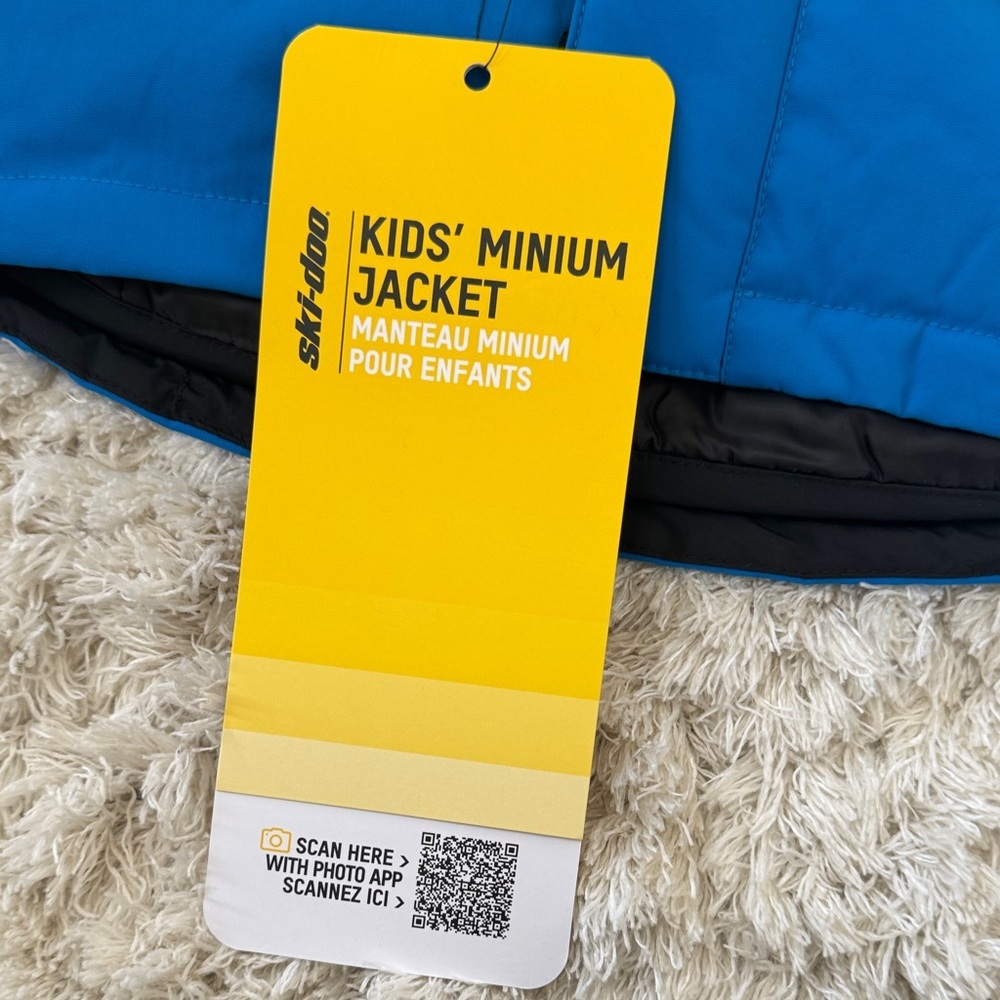 ski-doo®
KIDS’ MINIUM
JACKET
MANTEAU MINIUM
POUR ENFANTS
SCAN HERE >
WITH PHOTO APP
SCANNEZ ICI >